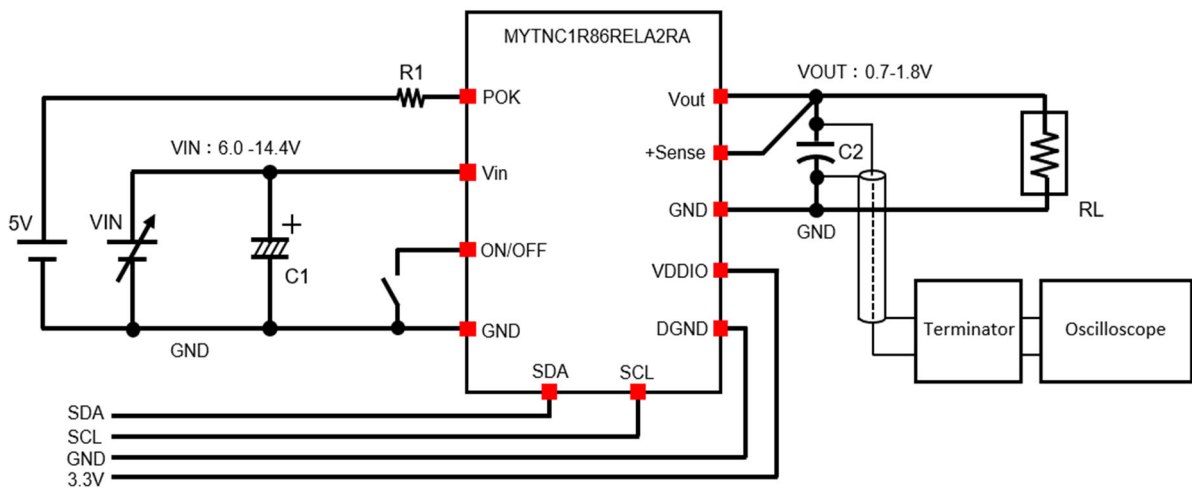 MYTNC1R86RELA2RA
R1
POK
VIN : 6.0 -14.4V
Vin
5V
VIN
C1
ON/OFF
GND
GND
SDA
SCL
VOUT : 0.7-1.8V
Vout
+Sense
C2
GND
GND
RL
VDDIO
DGND
Terminator
Oscilloscope
SDA
SCL
GND
3.3V